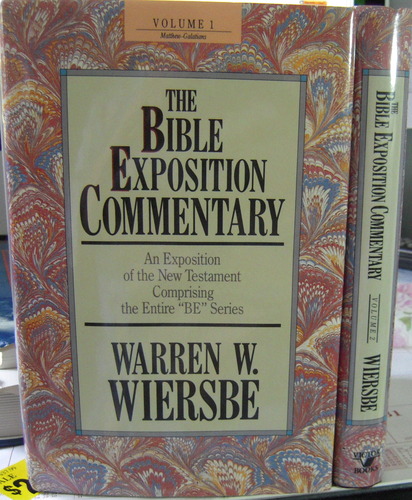 VOLUME 1
Matthew-Galatians
THE
BIBLE
EXPOSITION
COMMENTARY
An Exposition
of the New Testament
Comprising
the Entire "BE" Series
WARREN W.
WIERSBE
THE
BIBLE EXPOSITION COMMENTARY
VOLUME 2
WIERSBE
VICTOR
BOOKS